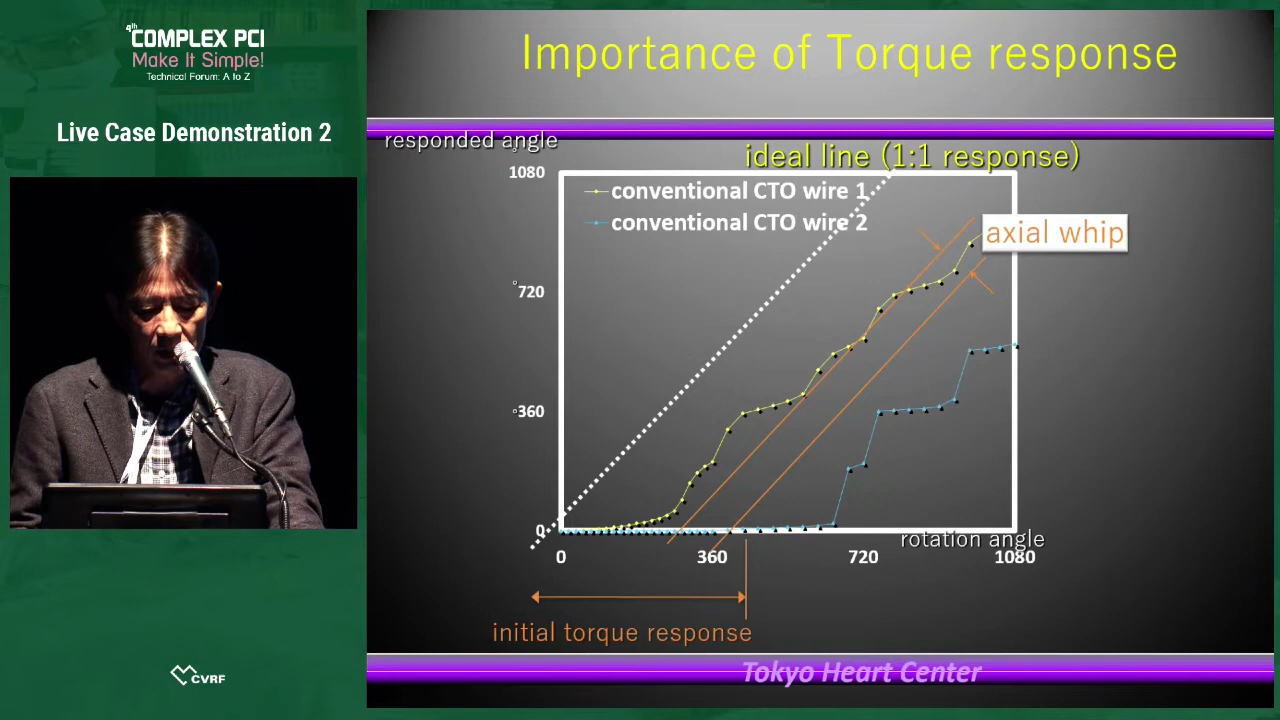 9th
COMPLEX PCI
Make It Simple!
Technical Forum: A to Z
Live Case Demonstration 2
CVRF
Importance of Torque response
responded angle
ideal line (1:1 response)
conventional CTO wire 1
conventional CTO wire 2
axial whip
°
1080
°
720
°360
0
0 360 720 1080
rotation angle
initial torque response
Tokyo Heart Center